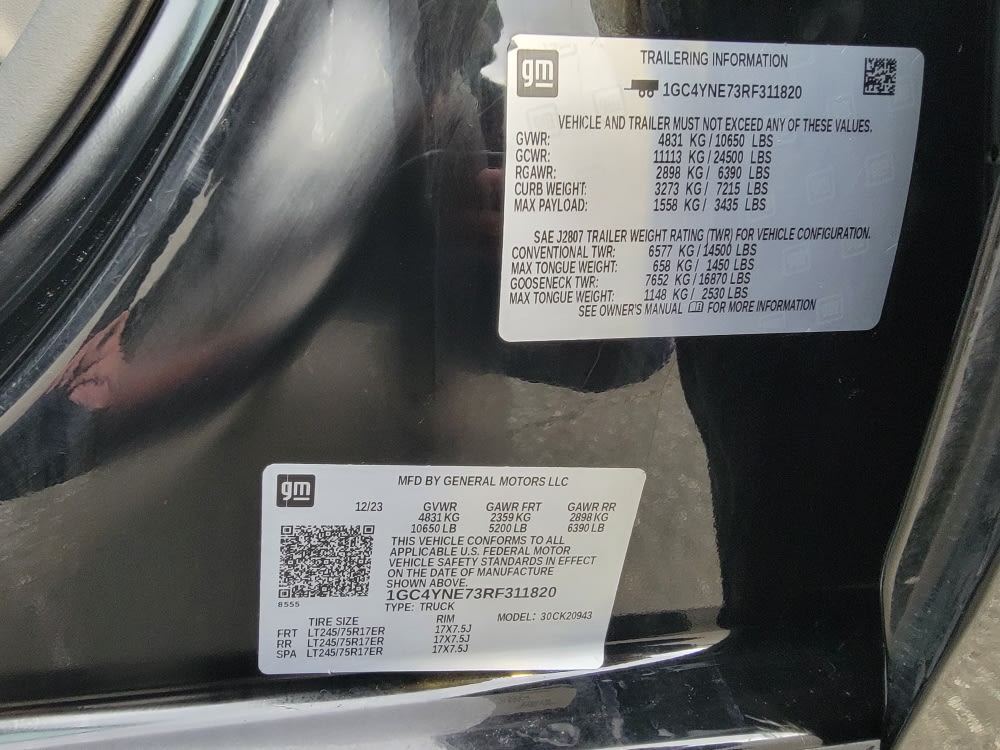 gm
TRAILERING INFORMATION
1GC4YNE73RF311820
VEHICLE AND TRAILER MUST NOT EXCEED ANY OF THESE VALUES.
GVWR: 4831 KG / 10650 LBS
GCWR: 11113 KG / 24500 LBS
RGAWR: 2898 KG / 6390 LBS
CURB WEIGHT: 3273 KG / 7215 LBS
MAX PAYLOAD: 1558 KG / 3435 LBS
SAE J2807 TRAILER WEIGHT RATING (TWR) FOR VEHICLE CONFIGURATION.
CONVENTIONAL TWR: 6577 KG / 14500 LBS
MAX TONGUE WEIGHT: 658 KG / 1450 LBS
GOOSENECK TWR: 7652 KG / 16870 LBS
MAX TONGUE WEIGHT: 1148 KG / 2530 LBS
SEE OWNER'S MANUAL FOR MORE INFORMATION
gm
MFD BY GENERAL MOTORS LLC
12/23 GVWR GAWR FRT GAWR RR
4831 KG 2359 KG 2898 KG
10650 LB 5200 LB 6390 LB
THIS VEHICLE CONFORMS TO ALL
APPLICABLE U.S. FEDERAL MOTOR
VEHICLE SAFETY STANDARDS IN EFFECT
ON THE DATE OF MANUFACTURE
SHOWN ABOVE.
1GC4YNE73RF311820
8555
TYPE: TRUCK
MODEL: 30CK20943
TIRE SIZE RIM
FRT LT245/75R17ER 17X7.5J
RR LT245/75R17ER 17X7.5J
SPA LT245/75R17ER 17X7.5J